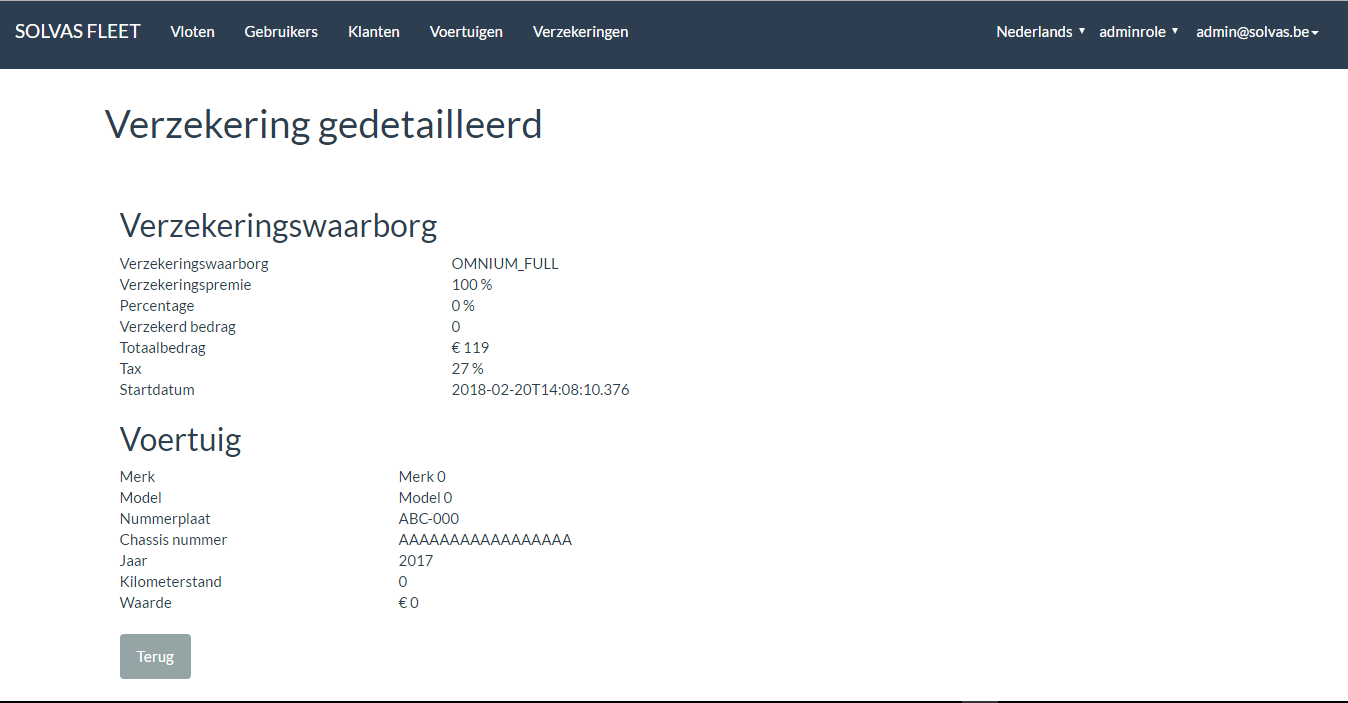 SOLVAS FLEET Vloten Gebruikers Klanten Voertuigen Verzekeringen Nederlands adminrole admin@solvas.be
Verzekering gedetailleerd
Verzekeringswaarborg
Verzekeringswaarborg OMNIUM_FULL
Verzekeringspremie 100 %
Percentage 0 %
Verzekerd bedrag 0
Totaalbedrag € 119
Tax 27 %
Startdatum 2018-02-20T14:08:10.376
Voertuig
Merk Merk 0
Model Model 0
Nummerplaat ABC-000
Chassis nummer AAAAAAAAAAAAAAAAA
Jaar 2017
Kilometerstand 0
Waarde € 0
Terug